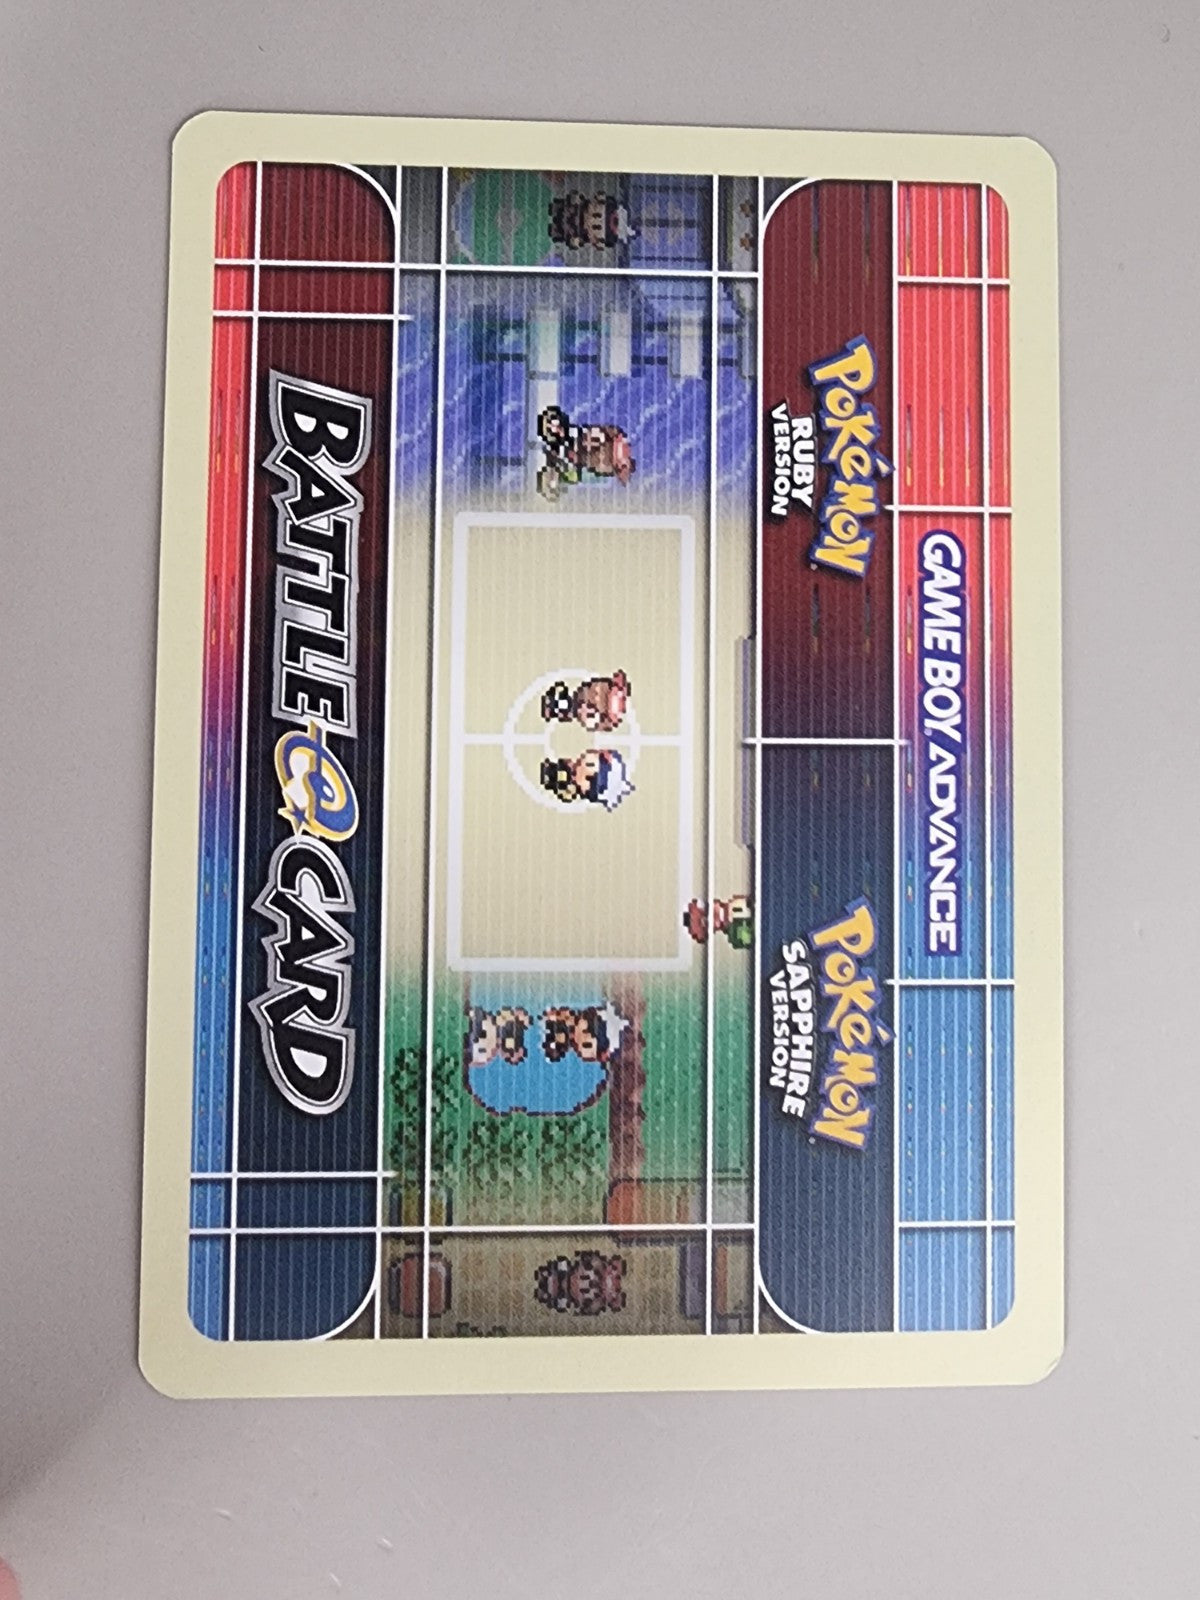 GAME BOY ADVANCE
POKéMON
RUBY
VERSION
POKéMON
SAPPHIRE
VERSION
BATTLE e CARD